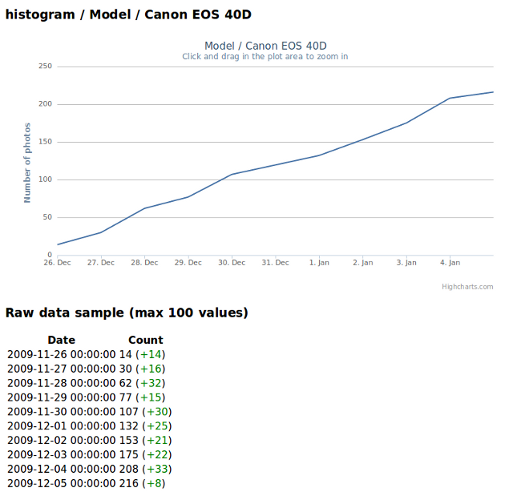 histogram / Model / Canon EOS 40D
Model / Canon EOS 40D
Click and drag in the plot area to zoom in
Number of photos
250
200
150
100
50
0
26. Dec 27. Dec 28. Dec 29. Dec 30. Dec 31. Dec 1. Jan 2. Jan 3. Jan 4. Jan
Highcharts.com
Raw data sample (max 100 values)
Date Count
2009-11-26 00:00:00 14 (+14)
2009-11-27 00:00:00 30 (+16)
2009-11-28 00:00:00 62 (+32)
2009-11-29 00:00:00 77 (+15)
2009-11-30 00:00:00 107 (+30)
2009-12-01 00:00:00 132 (+25)
2009-12-02 00:00:00 153 (+21)
2009-12-03 00:00:00 175 (+22)
2009-12-04 00:00:00 208 (+33)
2009-12-05 00:00:00 216 (+8)